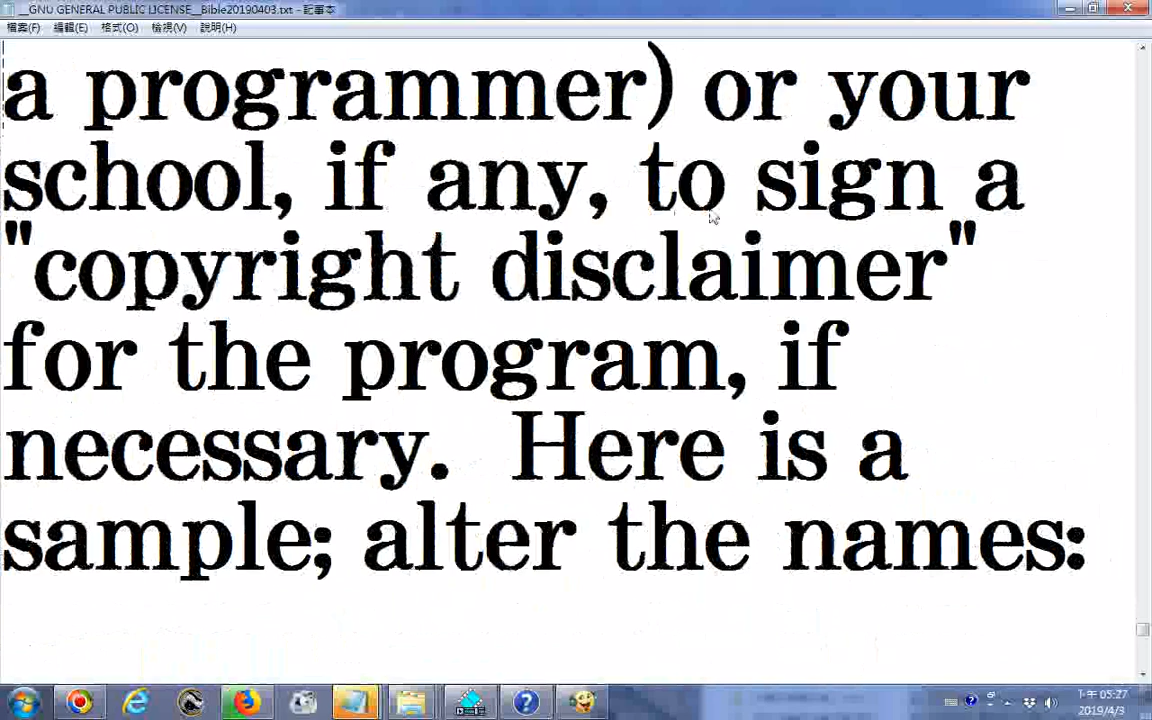 __GNU GENERAL PUBLIC LICENSE__Bible20190403.txt - 記事本
檔案(F) 編輯(E) 格式(O) 檢視(V) 說明(H)
a programmer) or your
school, if any, to sign a
"copyright disclaimer"
for the program, if
necessary.  Here is a
sample; alter the names:
下午 05:27
2019/4/3